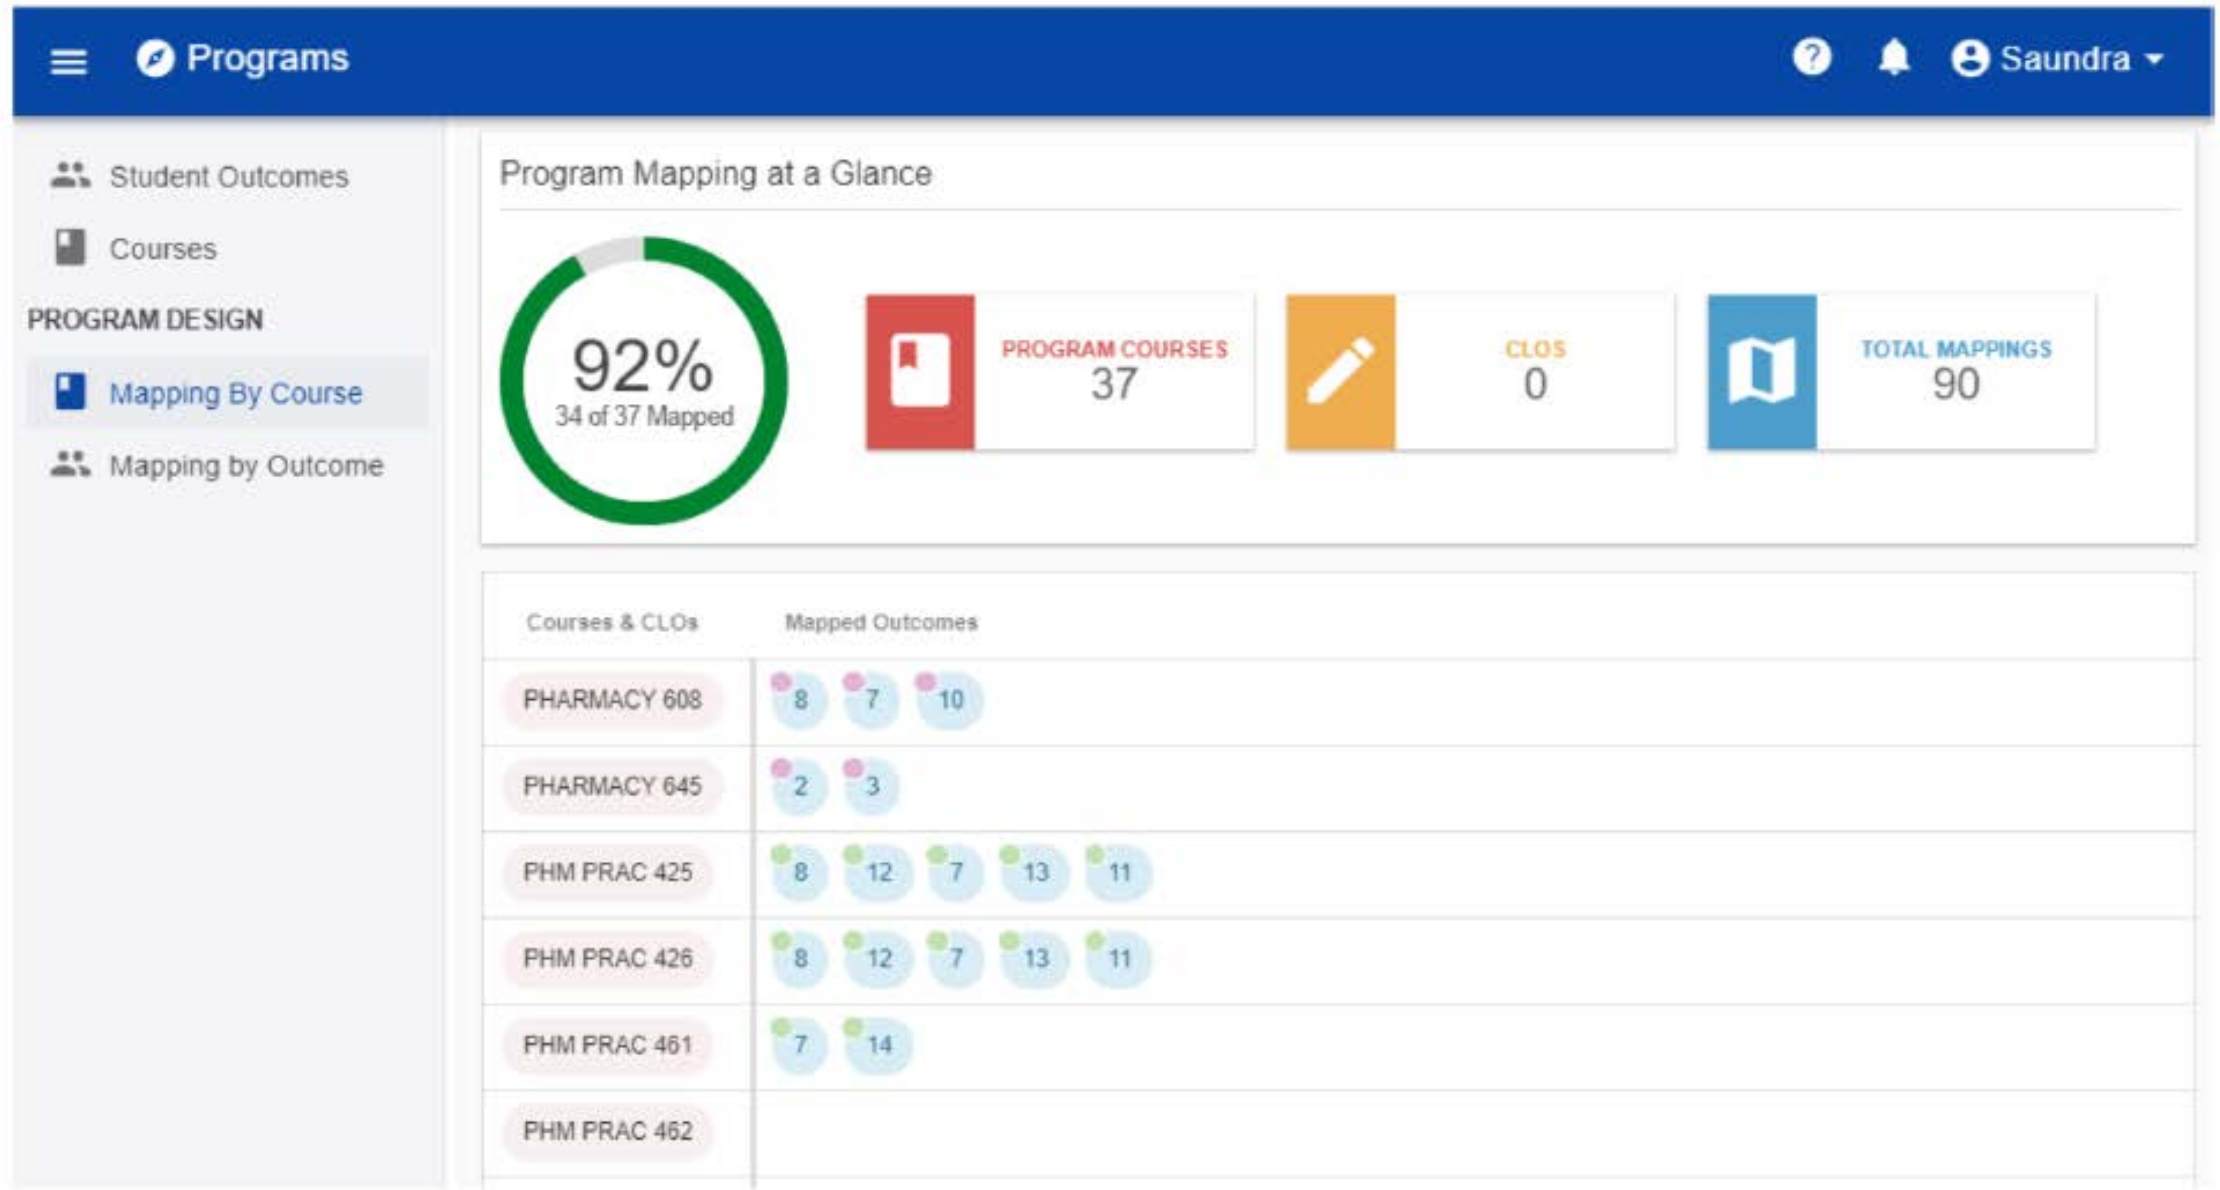 Programs
? Saundra
Student Outcomes
Courses
PROGRAM DESIGN
Mapping By Course
Mapping by Outcome
Program Mapping at a Glance
92%
34 of 37 Mapped
PROGRAM COURSES
37
CLOS
0
TOTAL MAPPINGS
90
Courses & CLOs Mapped Outcomes
PHARMACY 608 8 7 10
PHARMACY 645 2 3
PHM PRAC 425 8 12 7 13 11
PHM PRAC 426 8 12 7 13 11
PHM PRAC 461 7 14
PHM PRAC 462